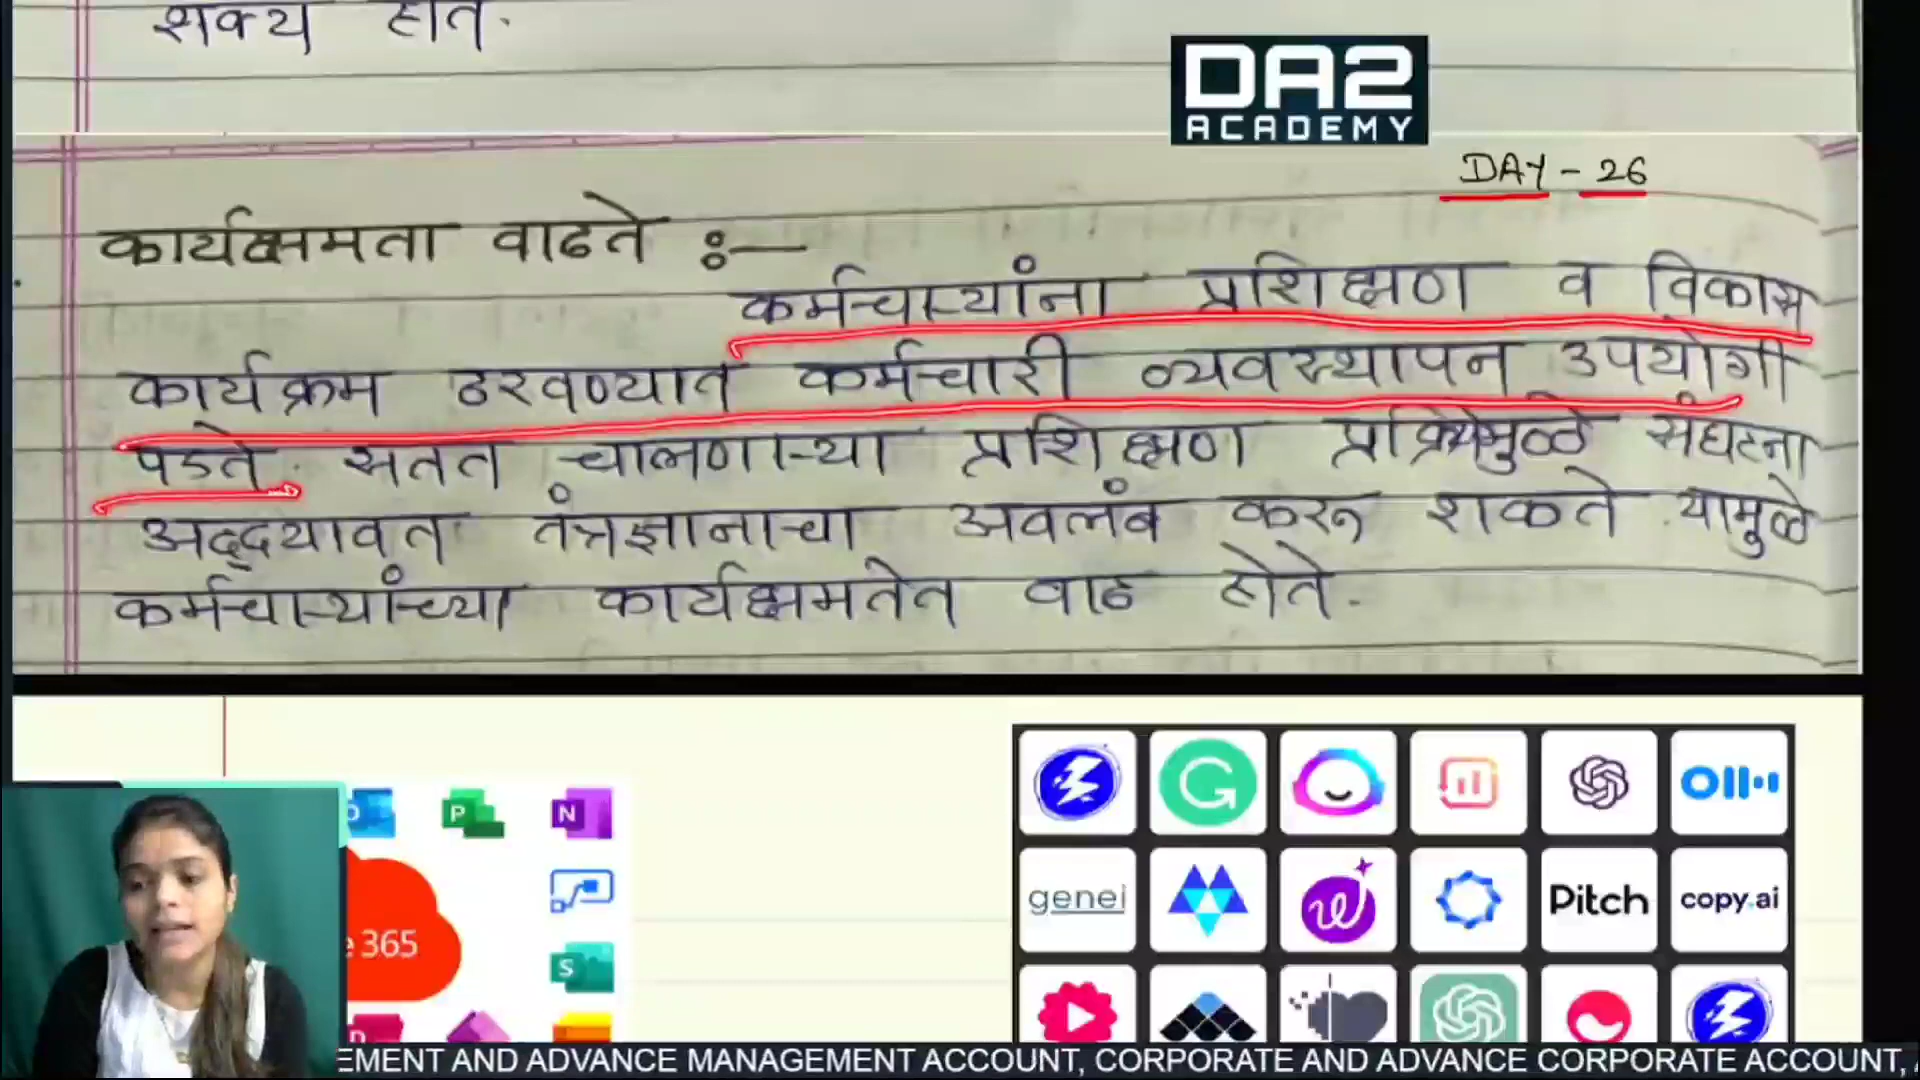 शक्य होते.
DA2
ACADEMY
DAY - 26
कार्यक्षमता वाढते :—
कर्मचाऱ्यांना प्रशिक्षण व विकास
कार्यक्रम ठरवण्यात कर्मचारी व्यवस्थापन उपयोगी
पडते. सतत चालणाऱ्या प्रशिक्षण प्रक्रियेमुळे संघटना
अद्दयावत तंत्रज्ञानाचा अवलंब करू शकते. यामुळे
कर्मचाऱ्यांच्या कार्यक्षमतेत वाढ होते.
P N
G
Oll
e 365
genei
Pitch
copy.ai
S
EMENT AND ADVANCE MANAGEMENT ACCOUNT, CORPORATE AND ADVANCE CORPORATE ACCOUNT,